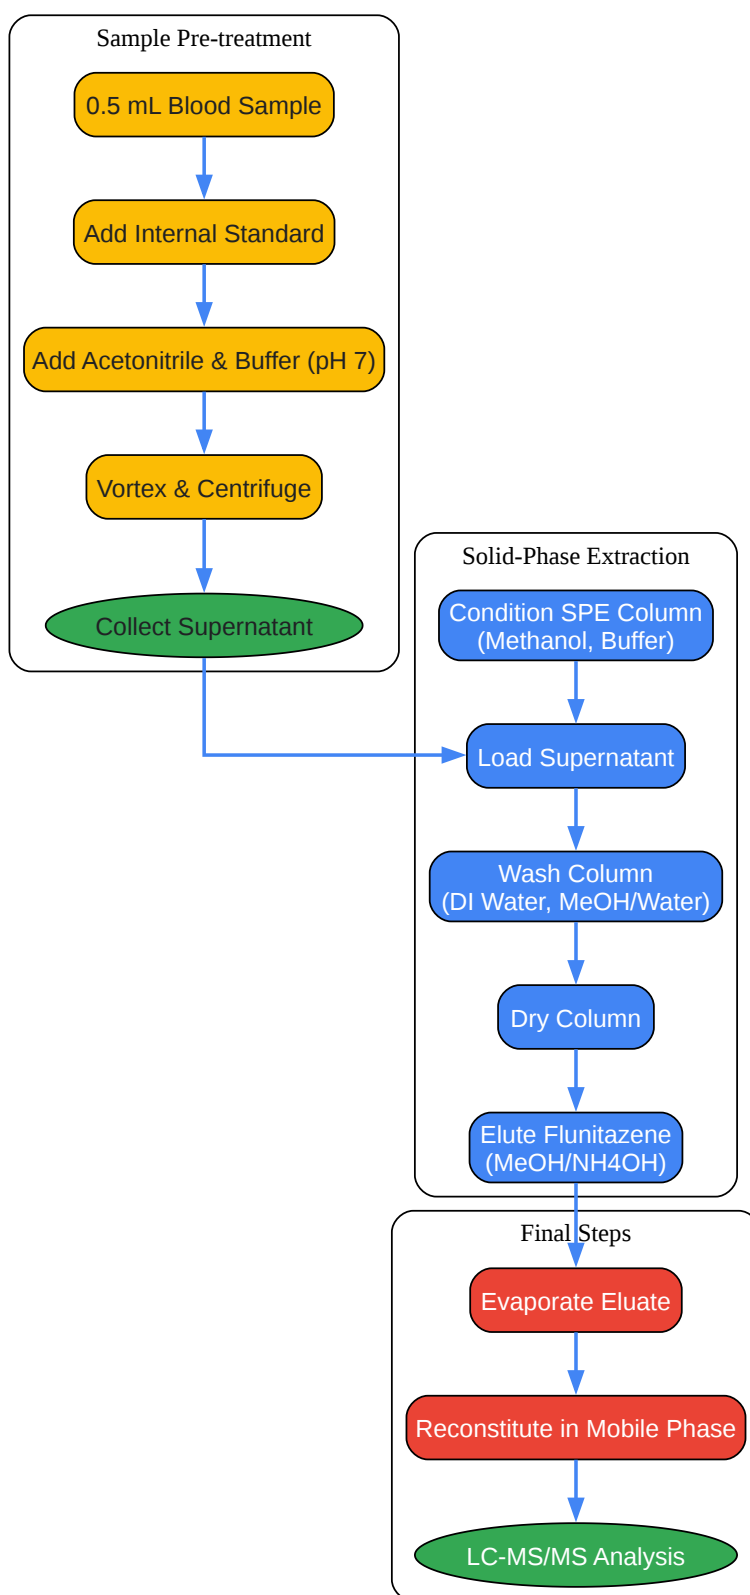 Sample Pre-treatment
0.5 mL Blood Sample
Add Internal Standard
Add Acetonitrile & Buffer (pH 7)
Vortex & Centrifuge
Collect Supernatant
Solid-Phase Extraction
Condition SPE Column
(Methanol, Buffer)
Load Supernatant
Wash Column
(DI Water, MeOH/Water)
Dry Column
Elute Flunitazene
(MeOH/NH4OH)
Final Steps
Evaporate Eluate
Reconstitute in Mobile Phase
LC-MS/MS Analysis